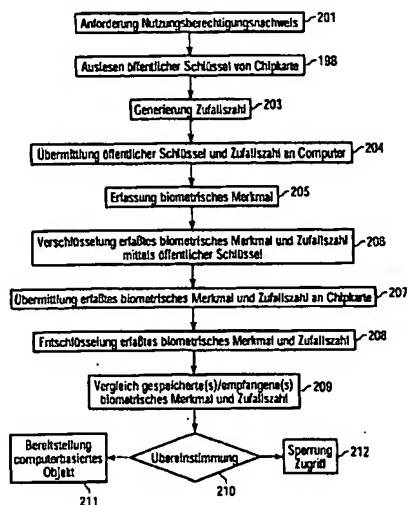 Anforderung Nutzungsberechtigungsnachweis
201
Auslesen öffentlicher Schlüssel von Chipkarte
198
Generierung Zufallszahl
203
Übermittlung öffentlicher Schlüssel und Zufallszahl an Computer
204
Erfassung biometrisches Merkmal
205
Verschlüsselung erfaßtes biometrisches Merkmal und Zufallszahl
mittels öffentlicher Schlüssel
206
Übermittlung erfaßtes biometrisches Merkmal und Zufallszahl an Chipkarte
207
Entschlüsselung erfaßtes biometrisches Merkmal und Zufallszahl
208
Vergleich gespeicherte(s)/empfangene(s)
biometrisches Merkmal und Zufallszahl
209
Bereitstellung
computerbasiertes
Objekt
211
Übereinstimmung
210
Sperrung
Zugriff
212